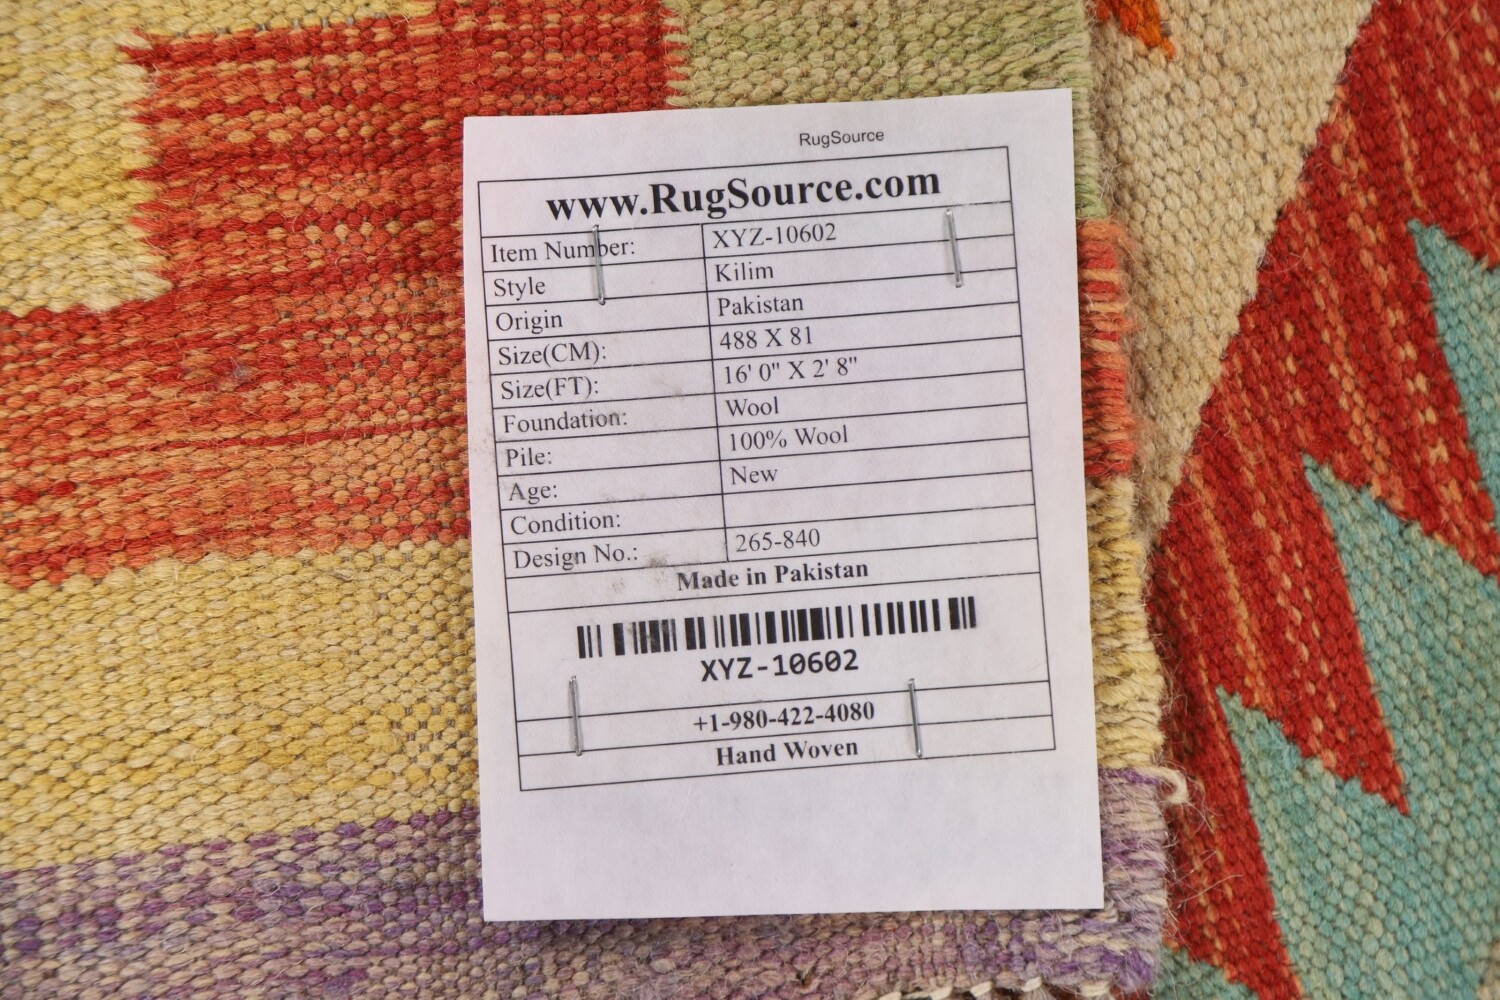 RugSource
www.RugSource.com
Item Number: XYZ-10602
Style Kilim
Origin Pakistan
Size(CM): 488 X 81
Size(FT): 16' 0" X 2' 8"
Foundation: Wool
Pile: 100% Wool
Age: New
Condition:
Design No.: 265-840
Made in Pakistan
XYZ-10602
+1-980-422-4080
Hand Woven